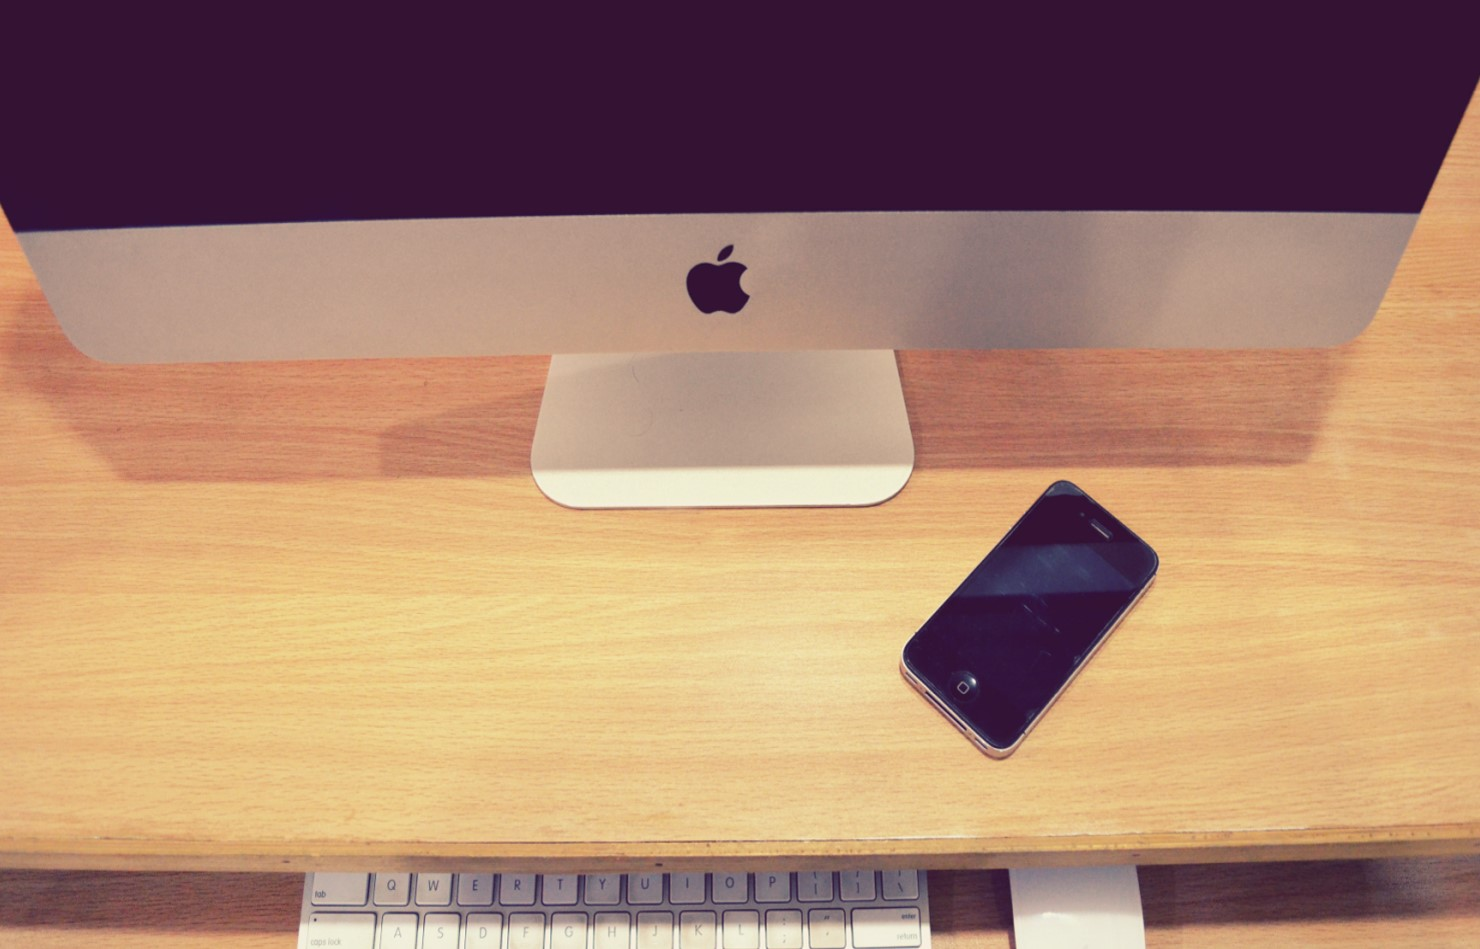 tab Q W E R T Y U I O P { [ } ] | \
caps lock A S D F G H J K L : ; " ' enter return